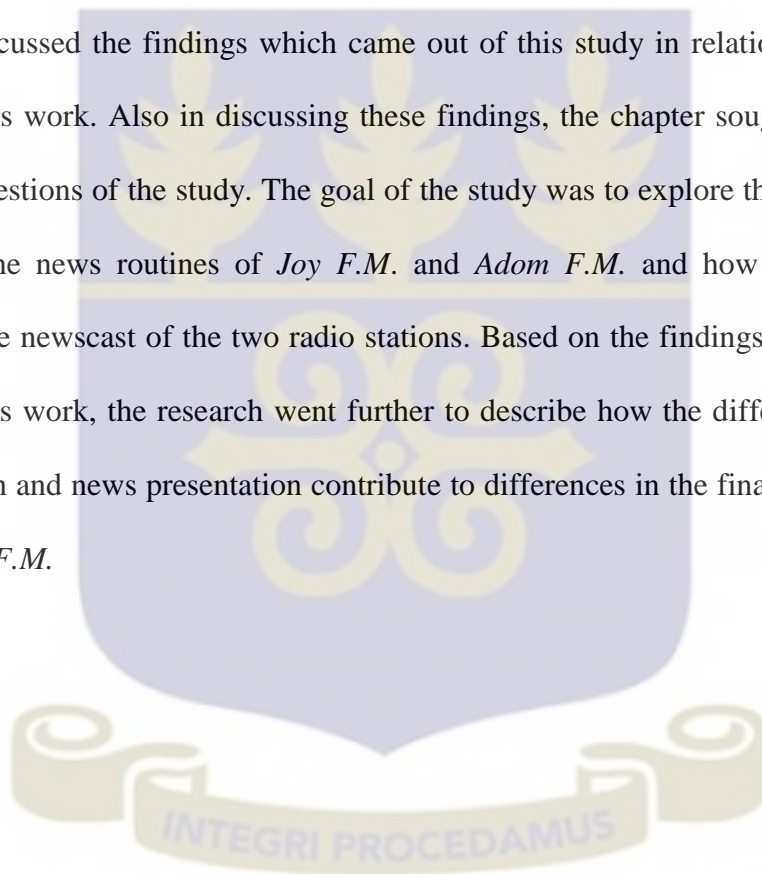 cussed the findings which came out of this study in relatio
s work. Also in discussing these findings, the chapter soug
estions of the study. The goal of the study was to explore th
ne news routines of Joy F.M. and Adom F.M. and how
e newscast of the two radio stations. Based on the findings
s work, the research went further to describe how the diffe
n and news presentation contribute to differences in the fina
F.M.
INTEGRI PROCEDAMUS